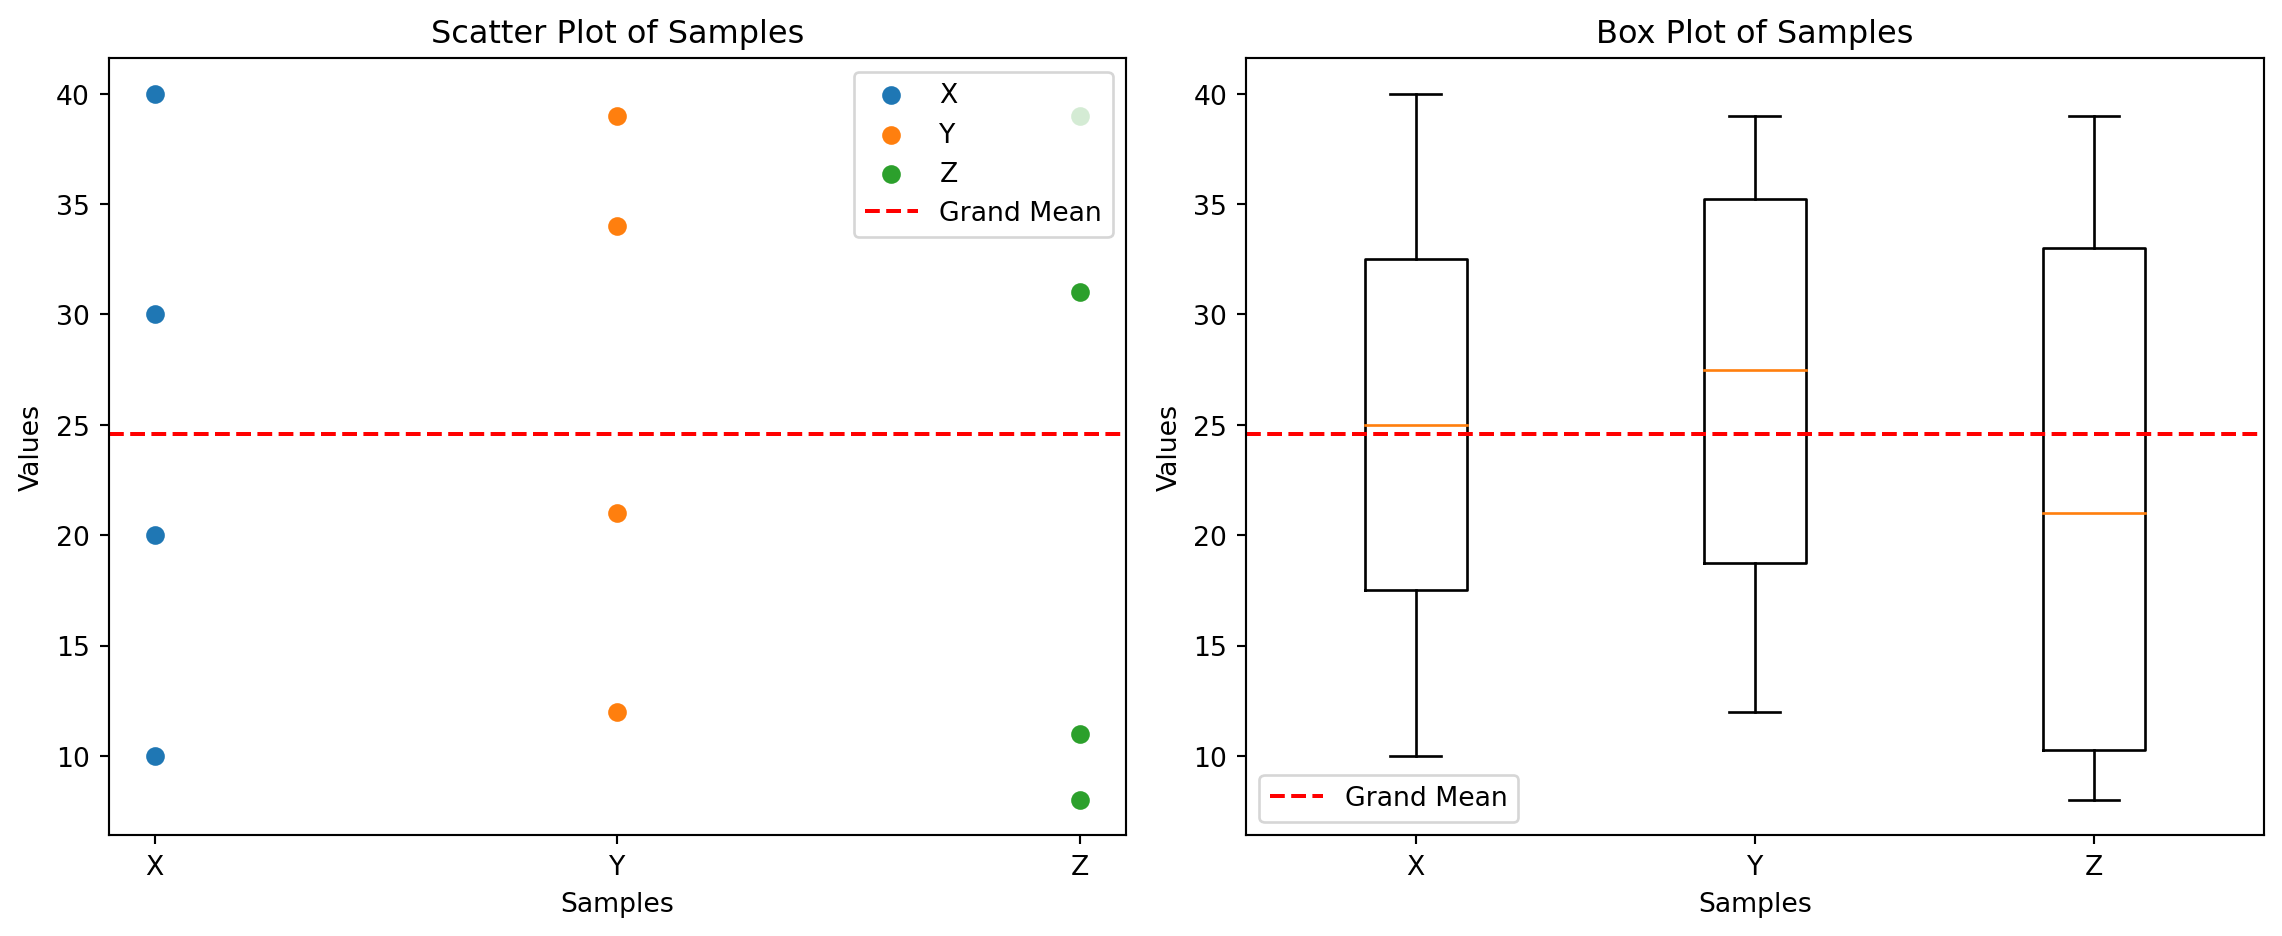 Scatter Plot of Samples
40
35
30
25
20
15
10
Values
X
Y
Z
Grand Mean
X
Y
Z
Samples
Box Plot of Samples
40
35
30
25
20
15
10
Values
Grand Mean
X
Y
Z
Samples